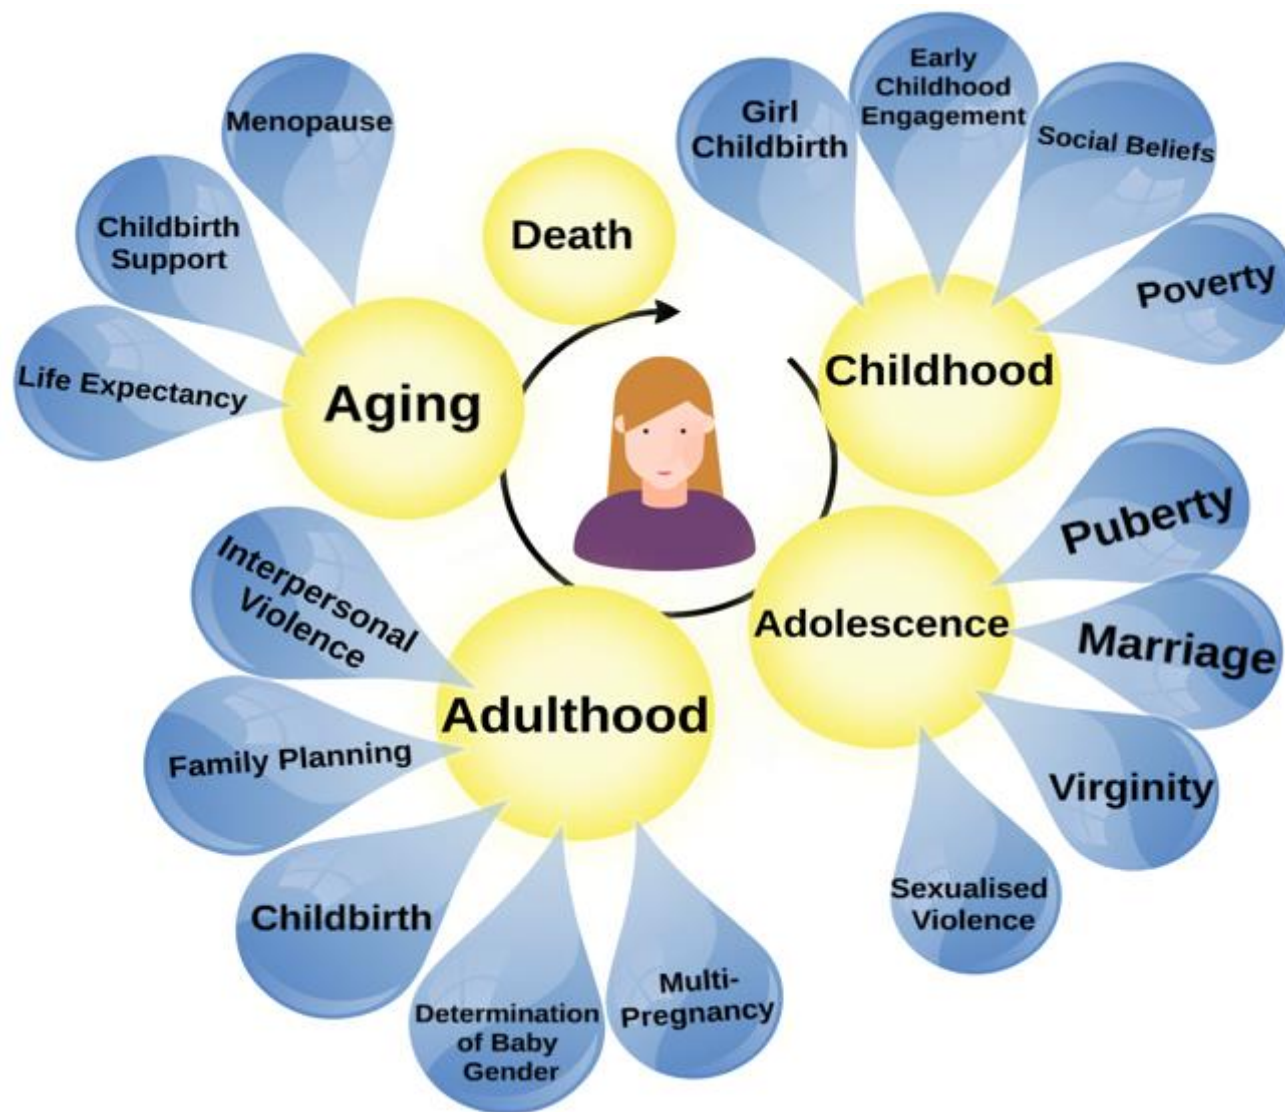 Death
Childhood
Girl
Childbirth
Early
Childhood
Engagement
Social Beliefs
Poverty
Adolescence
Puberty
Marriage
Virginity
Sexualised
Violence
Adulthood
Multi-
Pregnancy
Determination
of Baby
Gender
Childbirth
Family Planning
Interpersonal
Violence
Aging
Life Expectancy
Childbirth
Support
Menopause